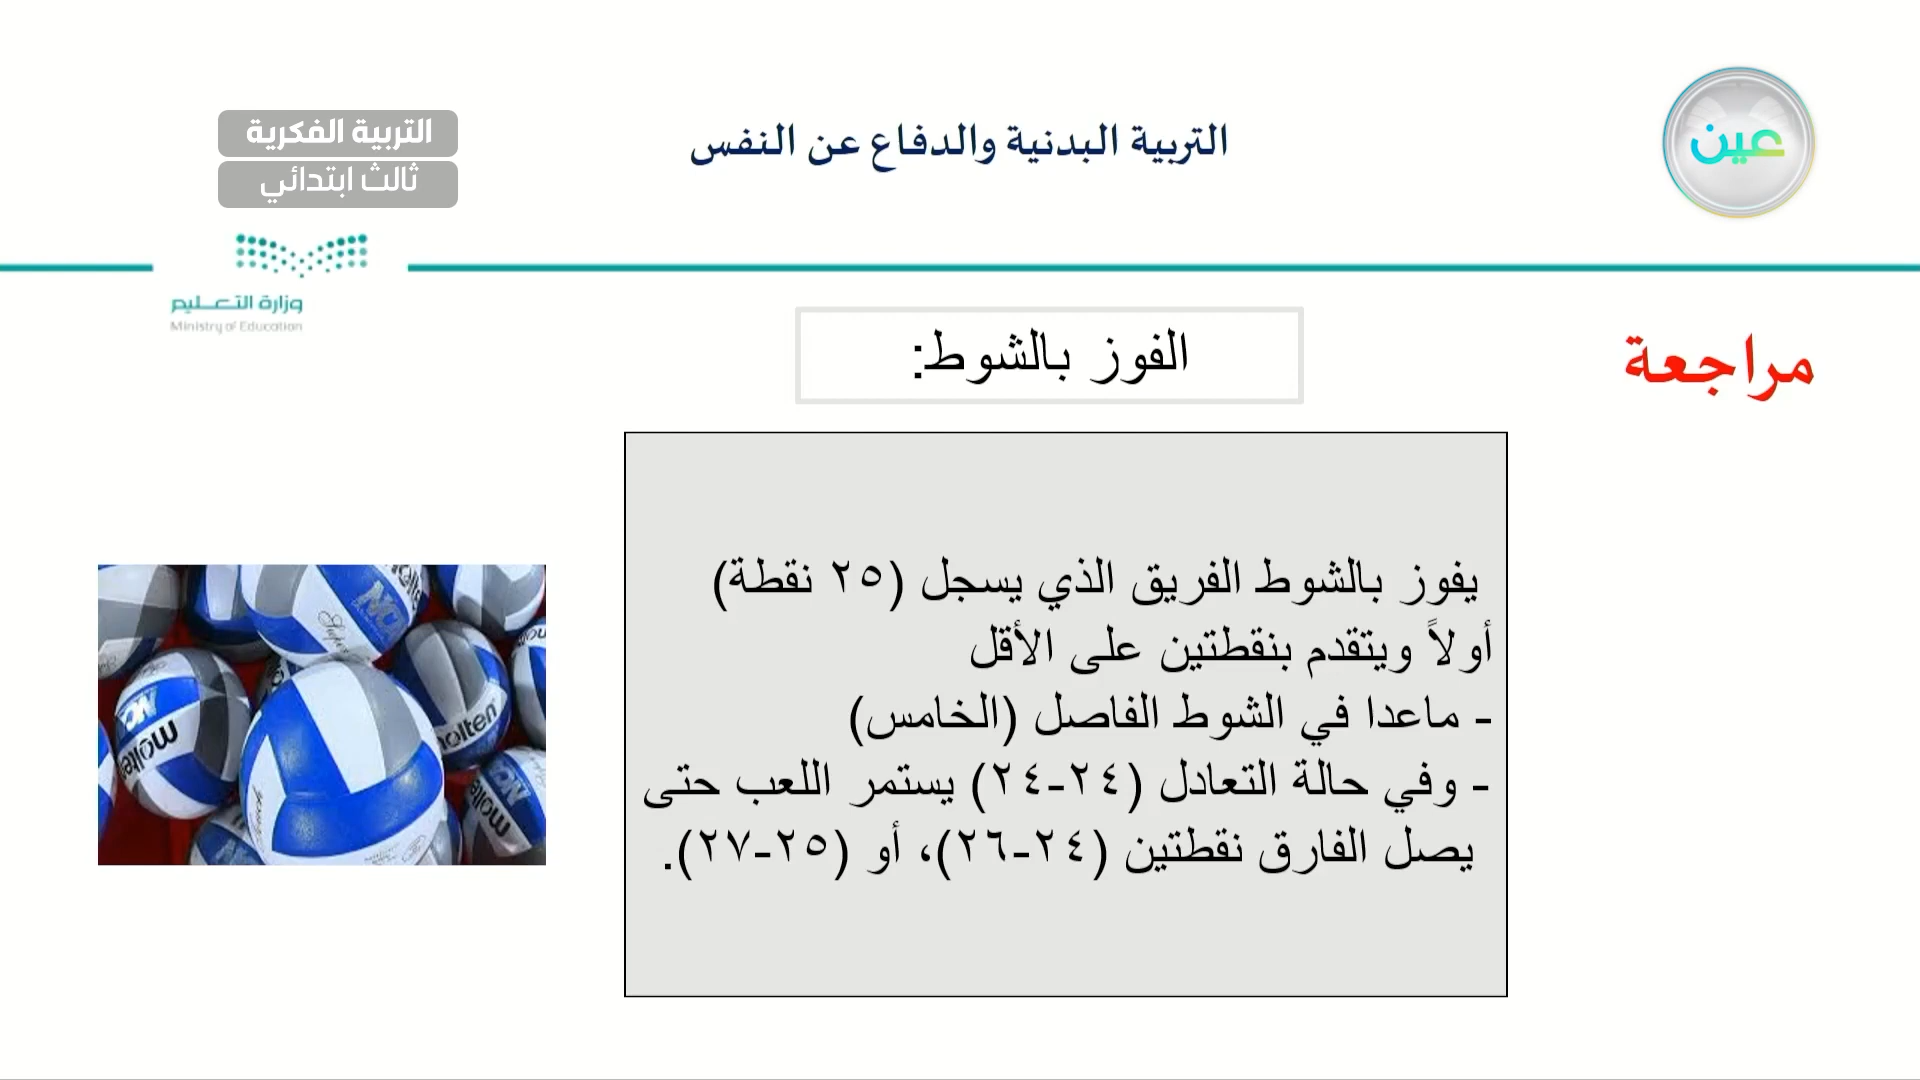 التربية الفكرية
ثالث ابتدائي
التربية البدنية والدفاع عن النفس
عين
وزارة التعليم
Ministry of Education
مراجعة
الفوز بالشوط:
يفوز بالشوط الفريق الذي يسجل (٢٥ نقطة)
أولاً ويتقدم بنقطتين على الأقل
- ماعدا في الشوط الفاصل (الخامس)
- وفي حالة التعادل (٢٤-٢٤) يستمر اللعب حتى
يصل الفارق نقطتين (٢٤-٢٦)، أو (٢٥-٢٧).
molten
molten